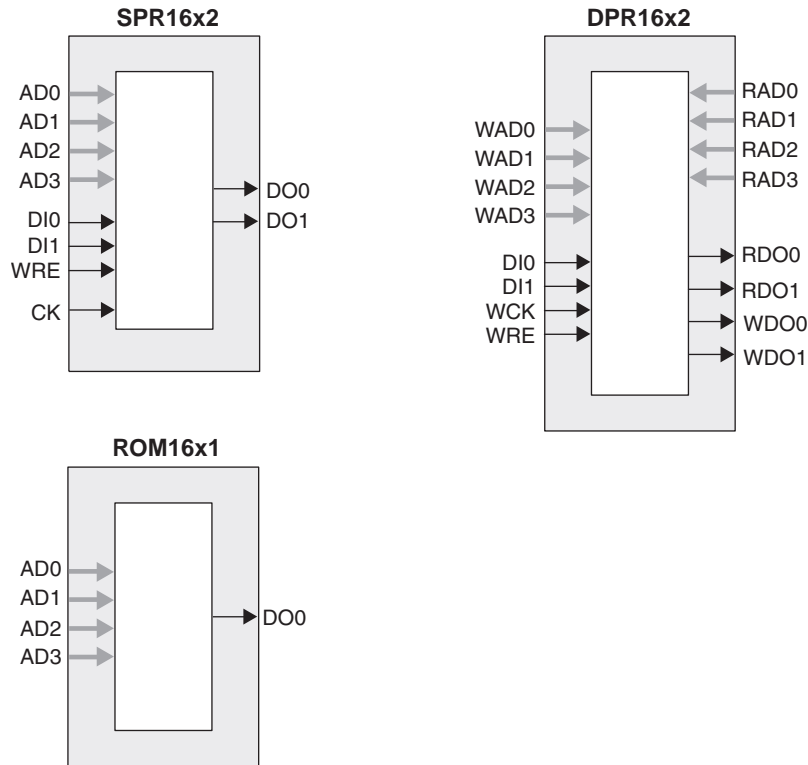 SPR16x2
AD0
AD1
AD2
AD3
DI0
DI1
WRE
CK
DO0
DO1
DPR16x2
WAD0
WAD1
WAD2
WAD3
DI0
DI1
WCK
WRE
RAD0
RAD1
RAD2
RAD3
RDO0
RDO1
WDO0
WDO1
ROM16x1
AD0
AD1
AD2
AD3
DO0